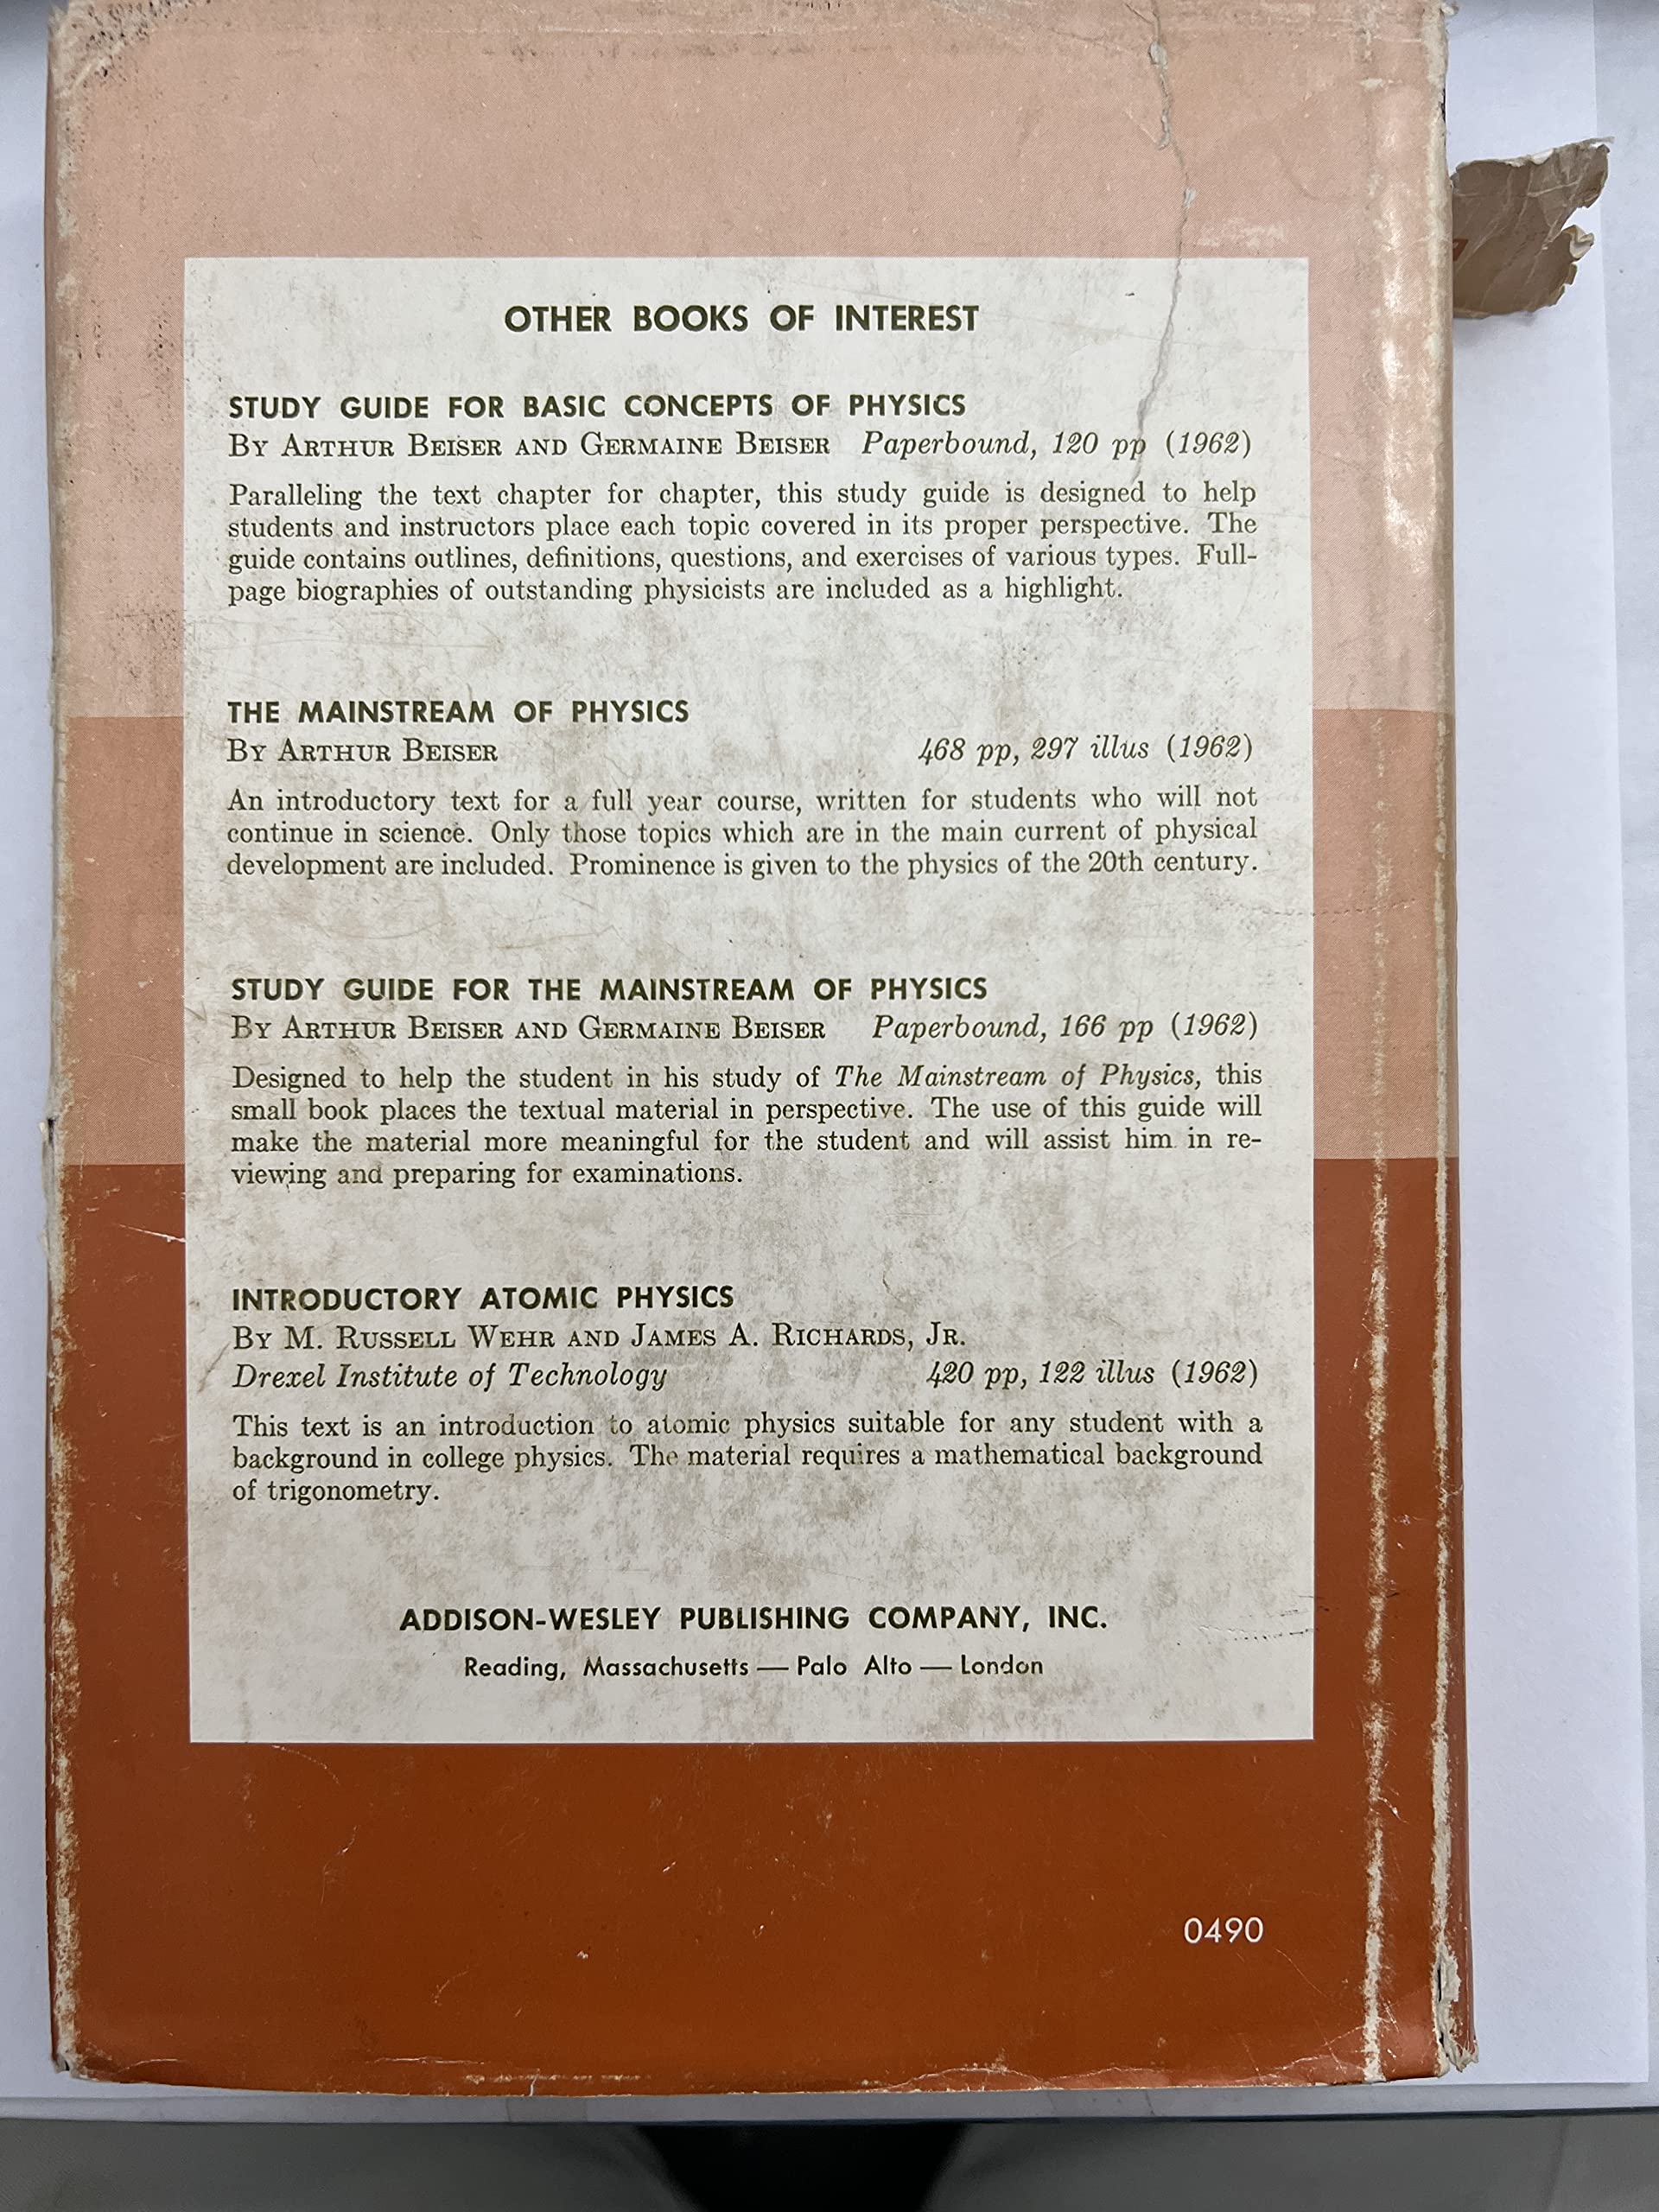 OTHER BOOKS OF INTEREST
STUDY GUIDE FOR BASIC CONCEPTS OF PHYSICS
BY ARTHUR BEISER AND GERMAINE BEISER Paperbound, 120 pp (1962)
Paralleling the text chapter for chapter, this study guide is designed to help
students and instructors place each topic covered in its proper perspective. The
guide contains outlines, definitions, questions, and exercises of various types. Full-
page biographies of outstanding physicists are included as a highlight.
THE MAINSTREAM OF PHYSICS
BY ARTHUR BEISER 468 pp, 297 illus (1962)
An introductory text for a full year course, written for students who will not
continue in science. Only those topics which are in the main current of physical
development are included. Prominence is given to the physics of the 20th century.
STUDY GUIDE FOR THE MAINSTREAM OF PHYSICS
BY ARTHUR BEISER AND GERMAINE BEISER Paperbound, 166 pp (1962)
Designed to help the student in his study of The Mainstream of Physics, this
small book places the textual material in perspective. The use of this guide will
make the material more meaningful for the student and will assist him in re-
viewing and preparing for examinations.
INTRODUCTORY ATOMIC PHYSICS
BY M. RUSSELL WEHR AND JAMES A. RICHARDS, JR.
Drexel Institute of Technology 420 pp, 122 illus (1962)
This text is an introduction to atomic physics suitable for any student with a
background in college physics. The material requires a mathematical background
of trigonometry.
ADDISON-WESLEY PUBLISHING COMPANY, INC.
Reading, Massachusetts — Palo Alto — London
0490